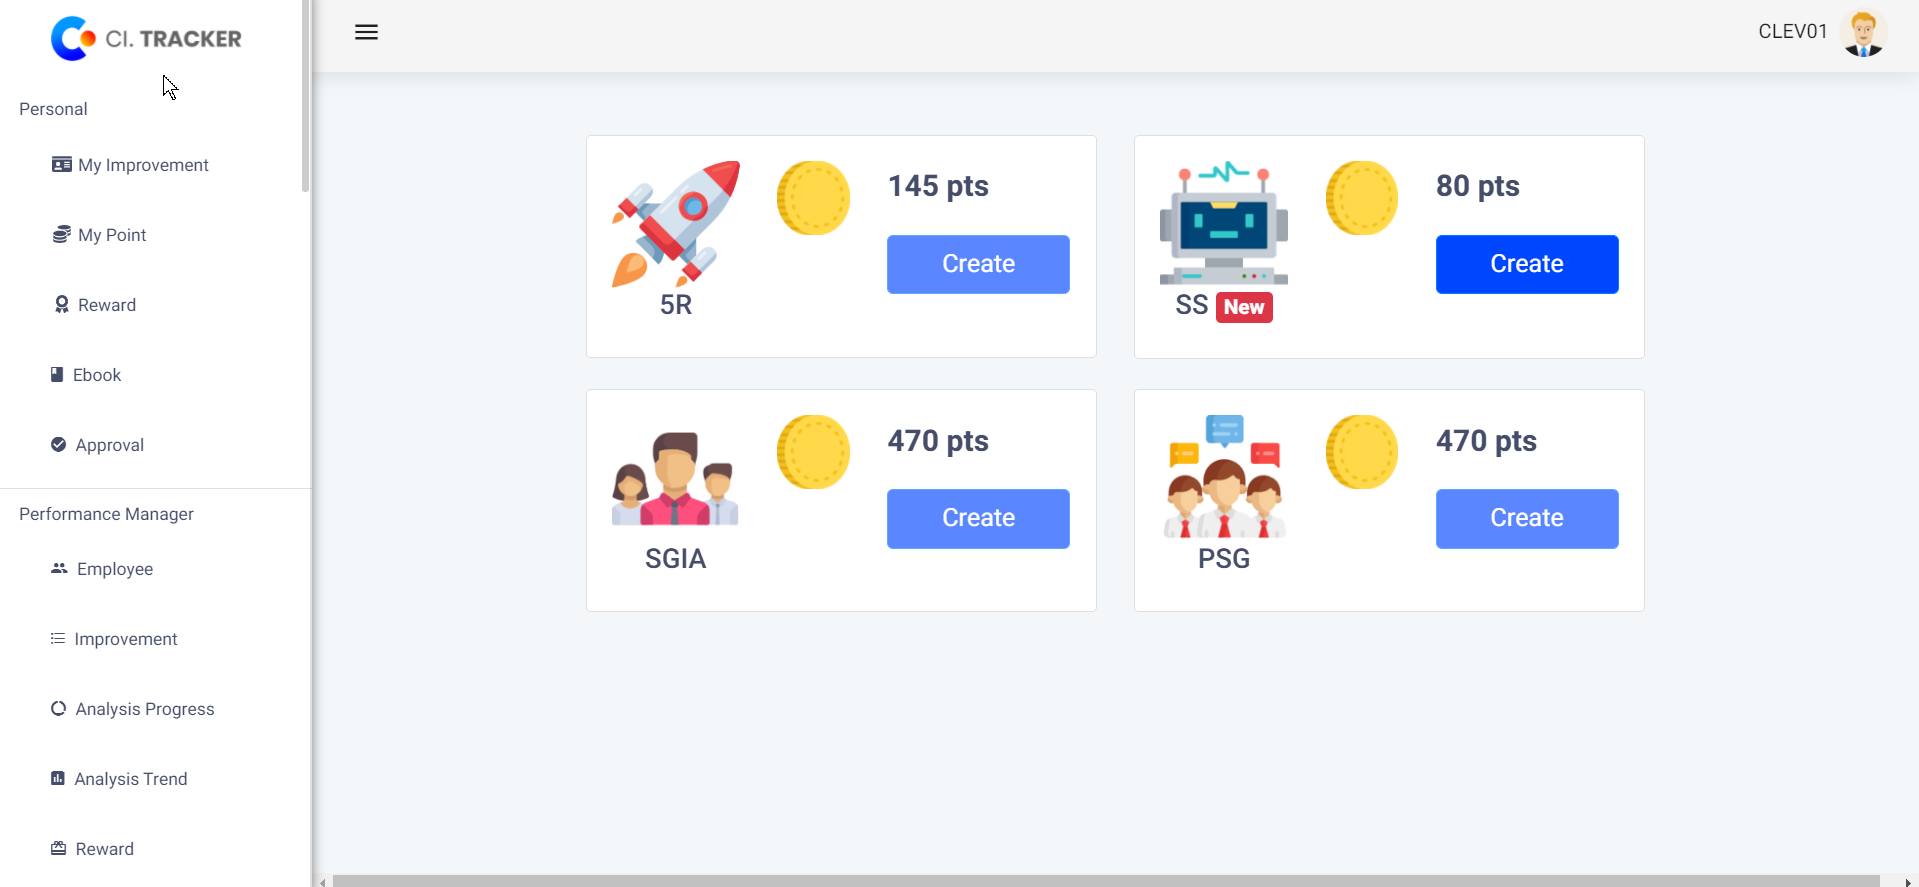 CI. TRACKER
Personal
My Improvement
My Point
Reward
Ebook
Approval
Performance Manager
Employee
Improvement
Analysis Progress
Analysis Trend
Reward
CLEV01
145 pts
Create
5R
80 pts
Create
SS New
470 pts
Create
SGIA
470 pts
Create
PSG